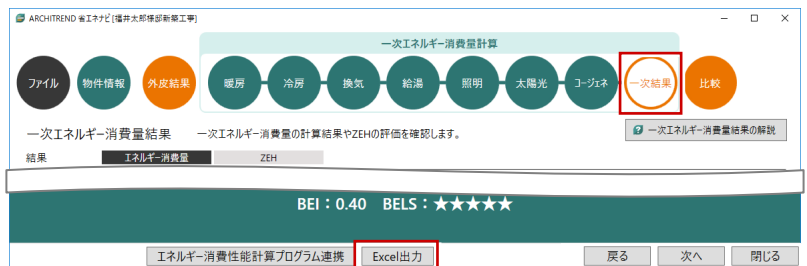 ARCHITREND 省エネナビ [福井太郎様邸新築工事]
一次エネルギー消費量計算
ファイル 物件情報 外皮結果 暖房 冷房 換気 給湯 照明 太陽光 コージェネ 一次結果 比較
一次エネルギー消費量結果 一次エネルギー消費量の計算結果やZEHの評価を確認します。 ? 一次エネルギー消費量結果の解説
結果 エネルギー消費量 ZEH
BEI：0.40 BELS：★★★★★
エネルギー消費性能計算プログラム連携 Excel出力 戻る 次へ 閉じる